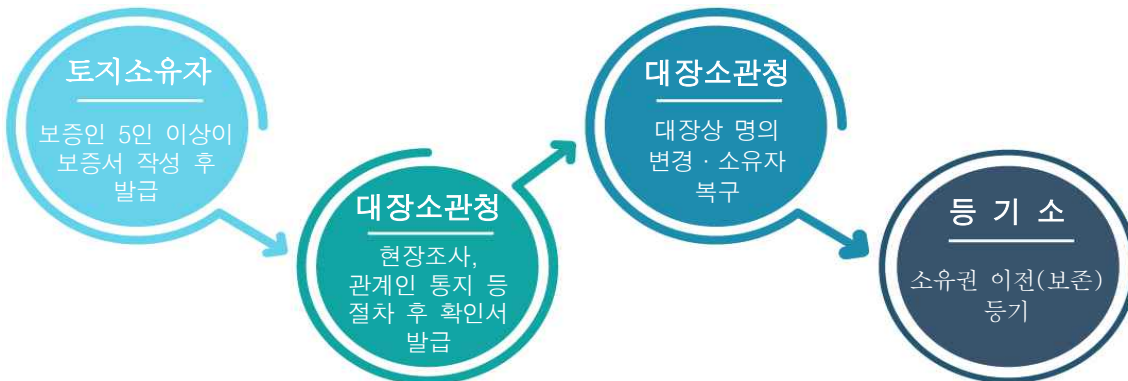 토지소유자
보증인 5인 이상이
보증서 작성 후
발급
대장소관청
현장조사,
관계인 통지 등
절차 후 확인서
발급
대장소관청
대장상 명의
변경 · 소유자
복구
등 기 소
소유권 이전(보존)
등기